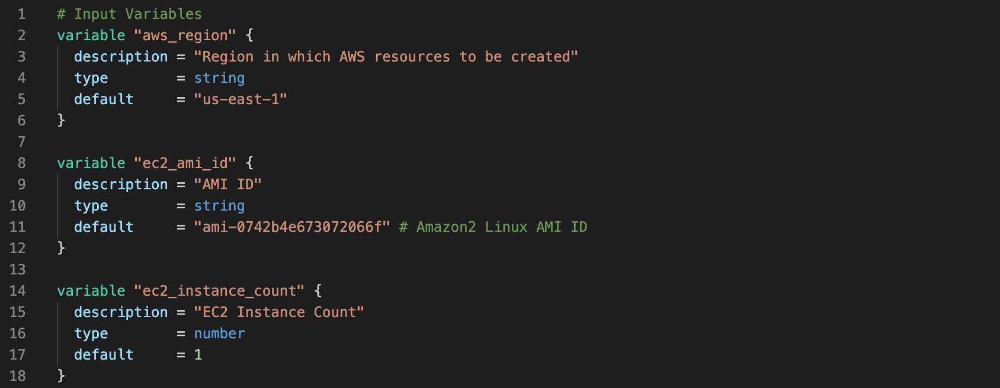 1 # Input Variables
2 variable "aws_region" {
3 description = "Region in which AWS resources to be created"
4 type = string
5 default = "us-east-1"
6 }
7
8 variable "ec2_ami_id" {
9 description = "AMI ID"
10 type = string
11 default = "ami-0742b4e673072066f" # Amazon2 Linux AMI ID
12 }
13
14 variable "ec2_instance_count" {
15 description = "EC2 Instance Count"
16 type = number
17 default = 1
18 }